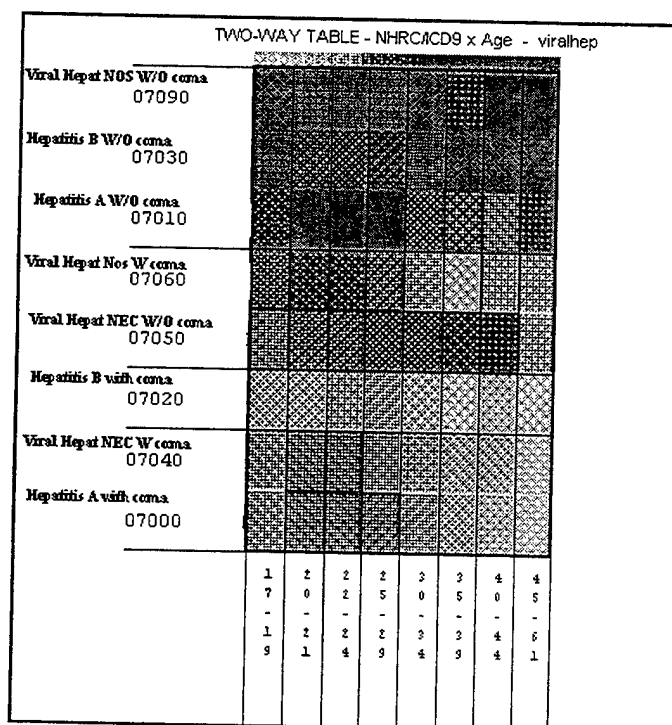 TWO-WAY TABLE - NHRC/ICD9 x Age - viralhep
Viral Hepat NOS W/O coma
07090
Hepatitis B W/O coma
07030
Hepatitis A W/O coma
07010
Viral Hepat Nos W coma
07060
Viral Hepat NEC W/O coma
07050
Hepatitis B with coma
07020
Viral Hepat NEC W coma
07040
Hepatitis A with coma
07000
17-19 20-21 22-24 25-29 30-34 35-39 40-44 45-61